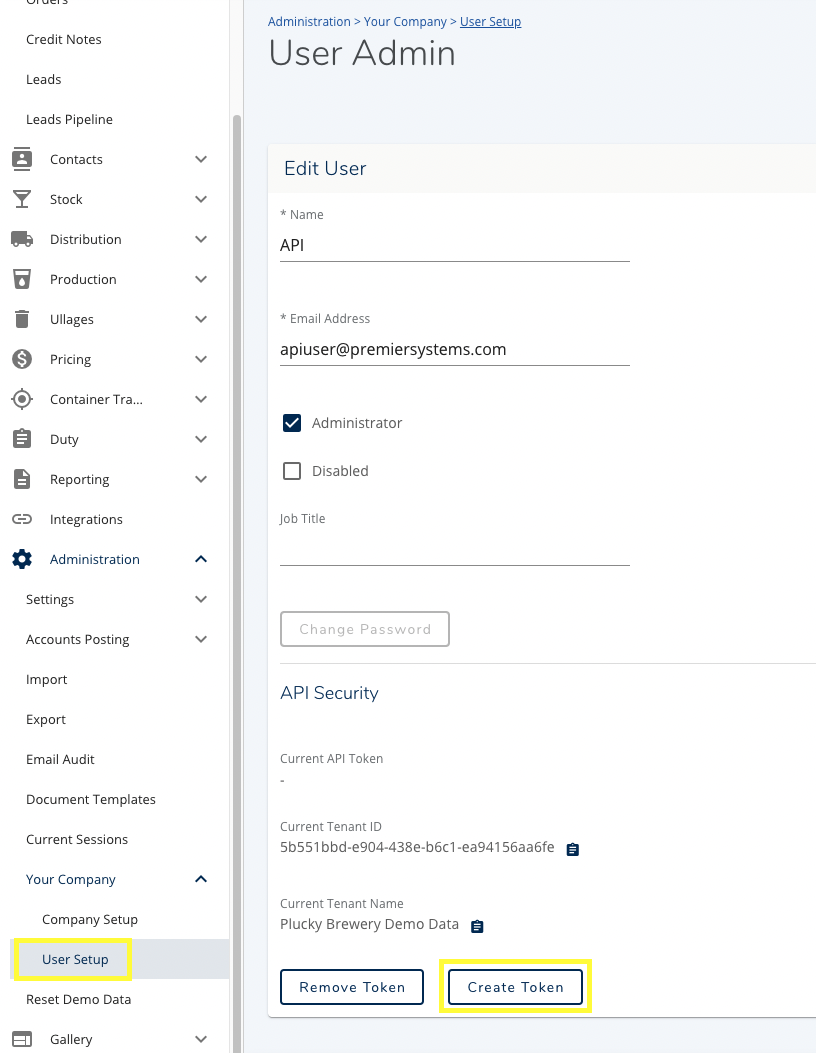 Orders
Credit Notes
Leads
Leads Pipeline
Contacts
Stock
Distribution
Production
Ullages
Pricing
Container Tra...
Duty
Reporting
Integrations
Administration
Settings
Accounts Posting
Import
Export
Email Audit
Document Templates
Current Sessions
Your Company
Company Setup
User Setup
Reset Demo Data
Gallery
Administration > Your Company > User Setup
User Admin
Edit User
* Name
API
* Email Address
apiuser@premiersystems.com
Administrator
Disabled
Job Title
Change Password
API Security
Current API Token
-
Current Tenant ID
5b551bbd-e904-438e-b6c1-ea94156aa6fe
Current Tenant Name
Plucky Brewery Demo Data
Remove Token
Create Token